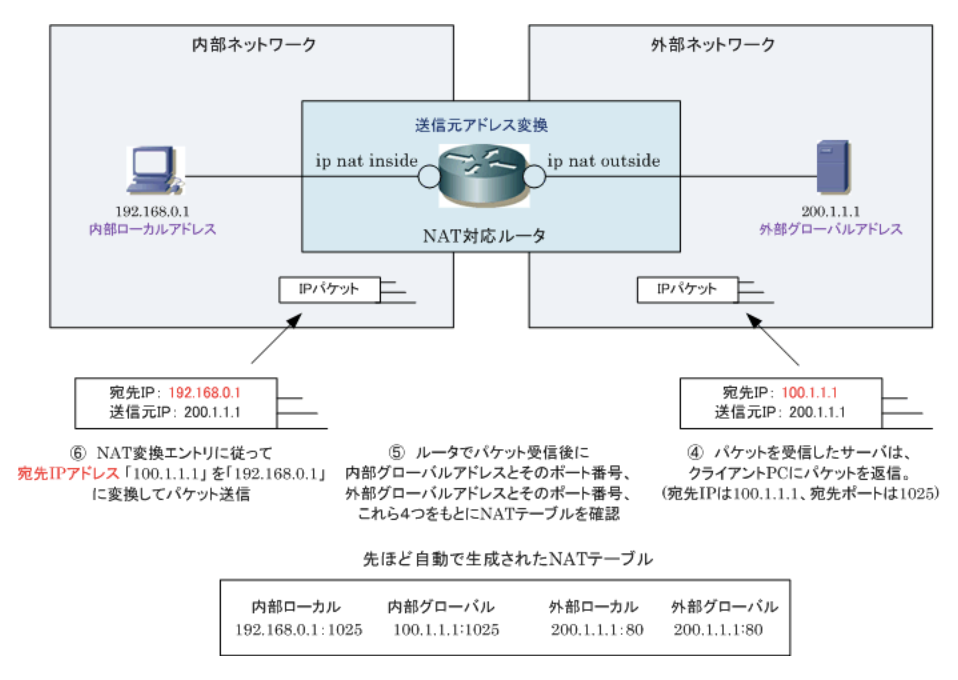 内部ネットワーク
外部ネットワーク
送信元アドレス変換
ip nat inside
ip nat outside
192.168.0.1
内部ローカルアドレス
200.1.1.1
外部グローバルアドレス
NAT対応ルータ
IPパケット
IPパケット
宛先IP: 192.168.0.1
送信元IP: 200.1.1.1
宛先IP: 100.1.1.1
送信元IP: 200.1.1.1
⑥ NAT変換エントリに従って
宛先IPアドレス「100.1.1.1」を「192.168.0.1」
に変換してパケット送信
⑤ ルータでパケット受信後に
内部グローバルアドレスとそのポート番号、
外部グローバルアドレスとそのポート番号、
これら4つをもとにNATテーブルを確認
④ パケットを受信したサーバは、
クライアントPCにパケットを返信。
(宛先IPは100.1.1.1、宛先ポートは1025)
先ほど自動で生成されたNATテーブル
内部ローカル 内部グローバル 外部ローカル 外部グローバル
192.168.0.1:1025 100.1.1.1:1025 200.1.1.1:80 200.1.1.1:80